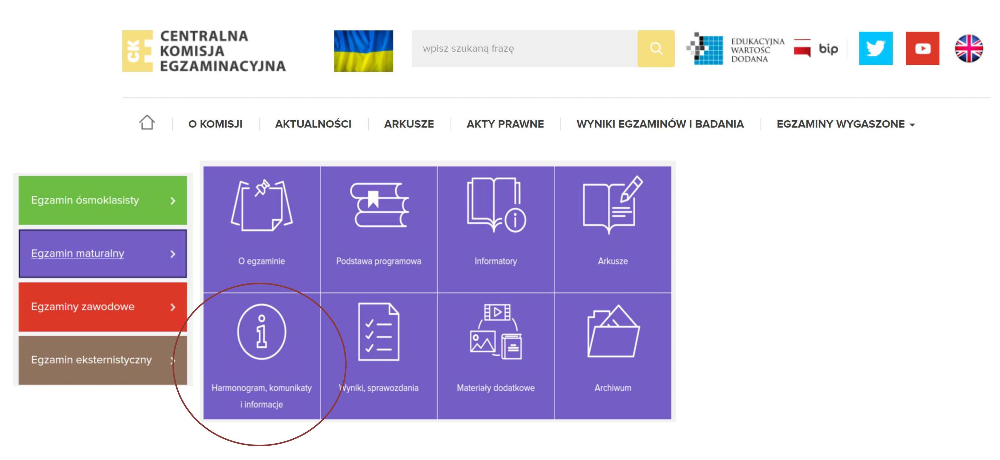 CKE
CENTRALNA
KOMISJA
EGZAMINACYJNA
wpisz szukaną frazę
EDUKACYJNA
WARTOŚĆ
DODANA
bip
O KOMISJI
AKTUALNOŚCI
ARKUSZE
AKTY PRAWNE
WYNIKI EGZAMINÓW I BADANIA
EGZAMINY WYGASZONE
Egzamin ósmoklasisty
Egzamin maturalny
Egzaminy zawodowe
Egzamin eksternistyczny
O egzaminie
Podstawa programowa
Informatory
Arkusze
Harmonogram, komunikaty
i informacje
Wyniki, sprawozdania
Materiały dodatkowe
Archiwum